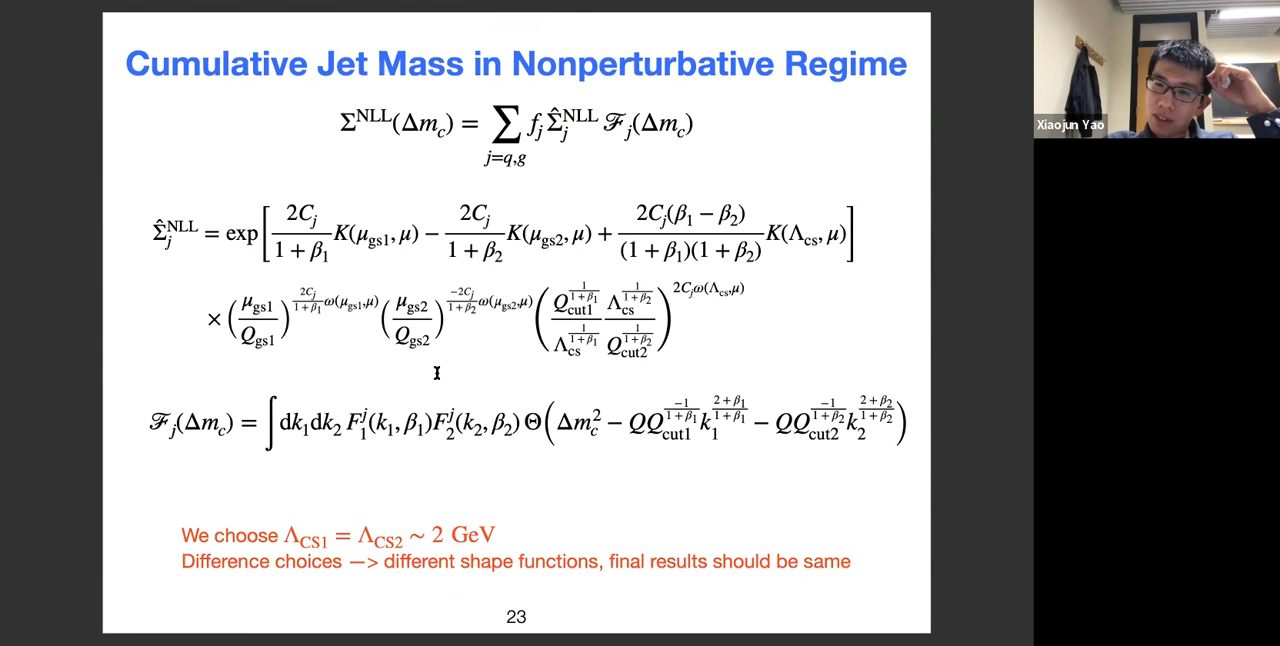 Cumulative Jet Mass in Nonperturbative Regime
Σ^NLL(Δm_c) = ∑_{j=q,g} f_j Σ̂_j^NLL ℱ_j(Δm_c)
Σ̂_j^NLL = exp[ 2C_j/(1 + β_1) K(μ_gs1, μ) − 2C_j/(1 + β_2) K(μ_gs2, μ) + 2C_j(β_1 − β_2)/((1 + β_1)(1 + β_2)) K(Λ_cs, μ) ]
× (μ_gs1/Q_gs1)^{2C_j/(1+β_1) ω(μ_gs1,μ)} (μ_gs2/Q_gs2)^{−2C_j/(1+β_2) ω(μ_gs2,μ)} (Q_cut1^{1/(1+β_1)}/Λ_cs^{1/(1+β_1)} Λ_cs^{1/(1+β_2)}/Q_cut2^{1/(1+β_2)})^{2C_jω(Λ_cs,μ)}
ℱ_j(Δm_c) = ∫ dk_1 dk_2 F_1^j(k_1, β_1)F_2^j(k_2, β_2) Θ(Δm_c^2 − QQ_cut1^{−1/(1+β_1)} k_1^{(2+β_1)/(1+β_1)} − QQ_cut2^{−1/(1+β_2)} k_2^{(2+β_2)/(1+β_2)})
We choose Λ_CS1 = Λ_CS2 ∼ 2 GeV
Difference choices —> different shape functions, final results should be same
23
Xiaojun Yao